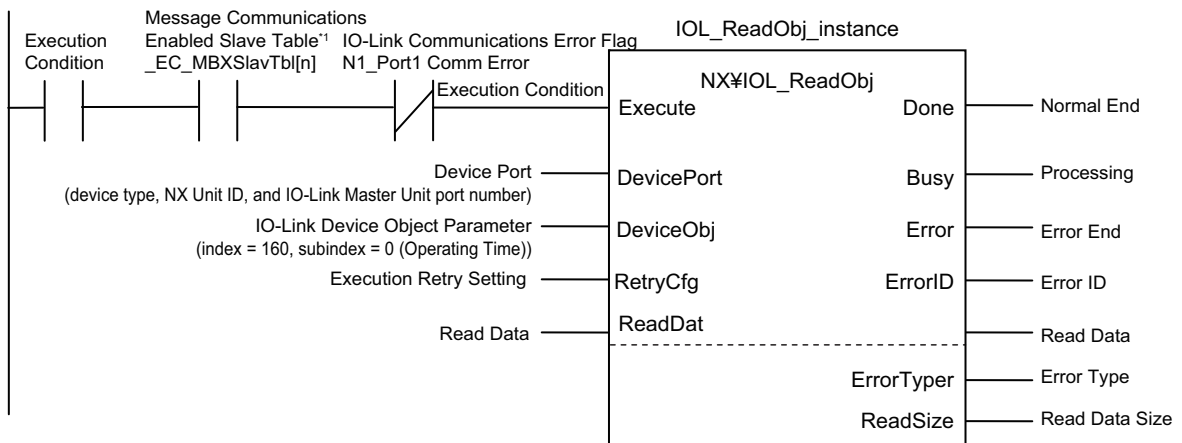 Message Communications
Execution Enabled Slave Table*1 IO-Link Communications Error Flag
Condition _EC_MBXSlavTbl[n] N1_Port1 Comm Error
IOL_ReadObj_instance
NX¥IOL_ReadObj
Execution Condition
Execute Done Normal End
Device Port DevicePort Busy Processing
(device type, NX Unit ID, and IO-Link Master Unit port number)
IO-Link Device Object Parameter DeviceObj Error Error End
(index = 160, subindex = 0 (Operating Time))
Execution Retry Setting RetryCfg ErrorID Error ID
Read Data ReadDat Read Data
ErrorTyper Error Type
ReadSize Read Data Size